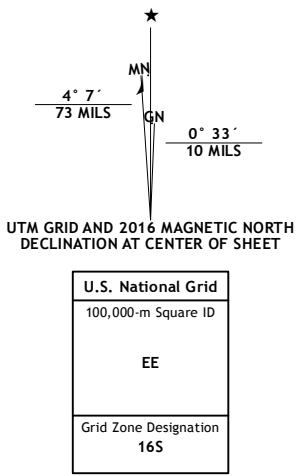 MN
4° 7´
73 MILS
GN
0° 33´
10 MILS
UTM GRID AND 2016 MAGNETIC NORTH
DECLINATION AT CENTER OF SHEET
U.S. National Grid
100,000-m Square ID
EE
Grid Zone Designation
16S